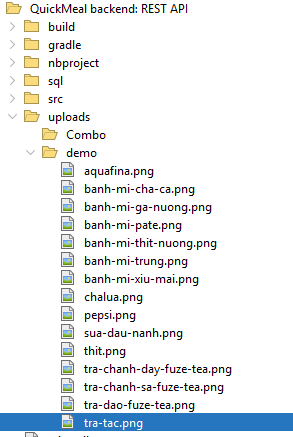 QuickMeal backend: REST API
build
gradle
nbproject
sql
src
uploads
Combo
demo
aquafina.png
banh-mi-cha-ca.png
banh-mi-ga-nuong.png
banh-mi-pate.png
banh-mi-thit-nuong.png
banh-mi-trung.png
banh-mi-xiu-mai.png
chalua.png
pepsi.png
sua-dau-nanh.png
thit.png
tra-chanh-day-fuze-tea.png
tra-chanh-sa-fuze-tea.png
tra-dao-fuze-tea.png
tra-tac.png